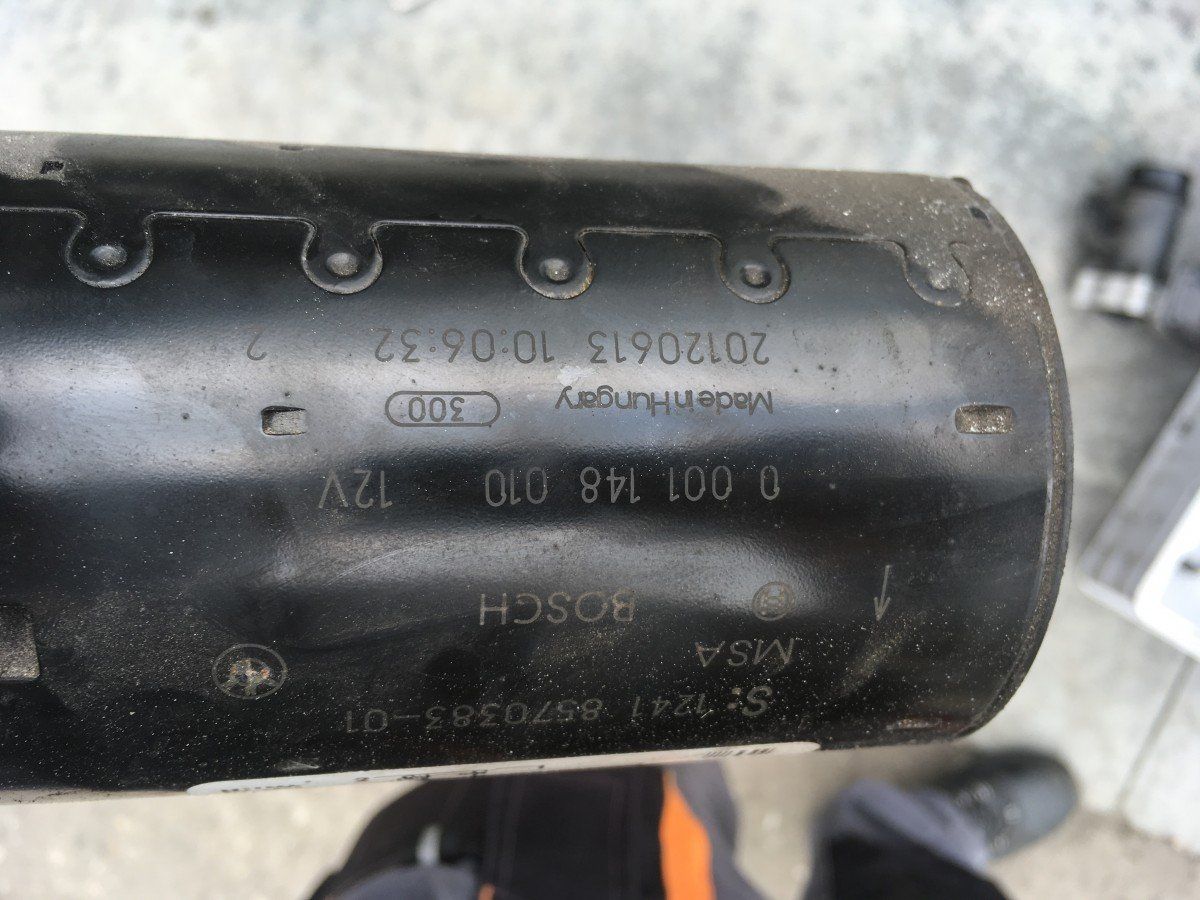 S: 1241 8570383-01
MSA
BOSCH
0 001 148 010 12V
Made in Hungary 300
20120613 10:06:32 2